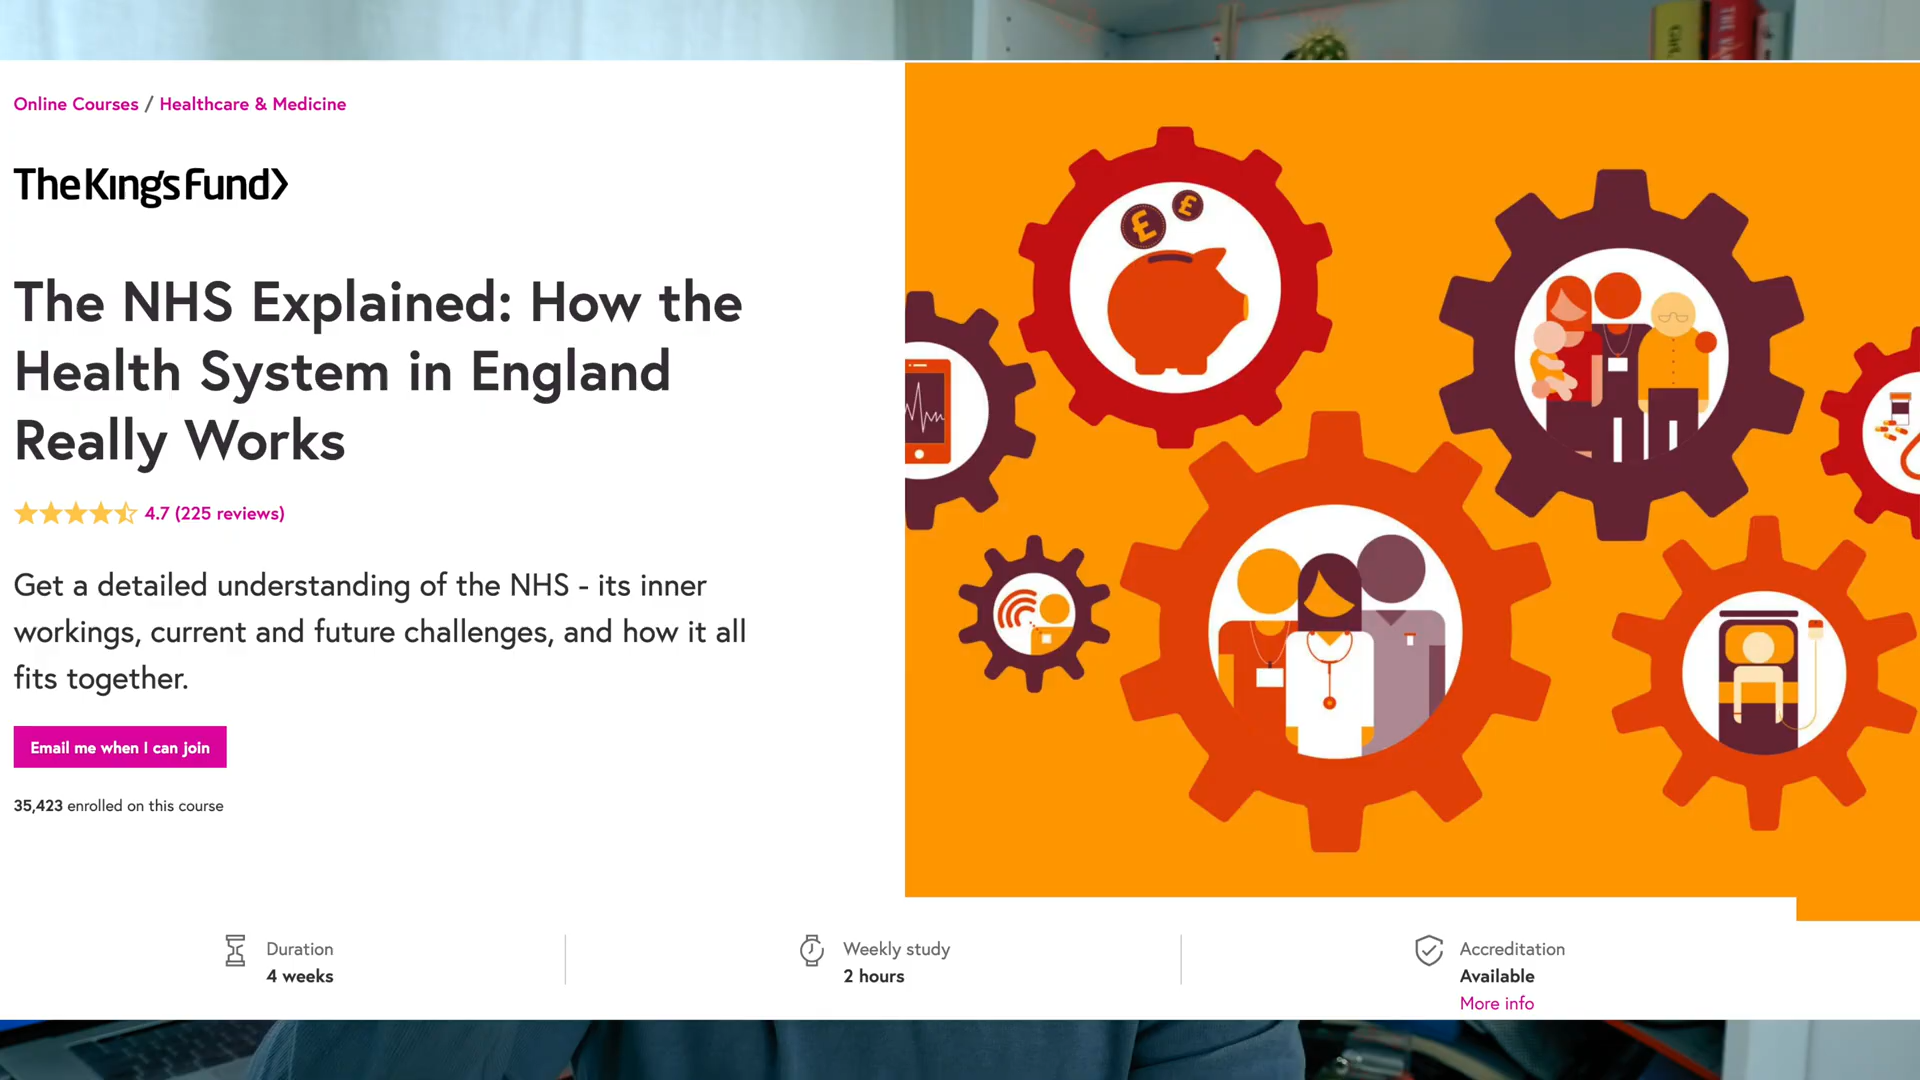 Online Courses / Healthcare & Medicine
TheKingsFund>
The NHS Explained: How the
Health System in England
Really Works
4.7 (225 reviews)
Get a detailed understanding of the NHS - its inner
workings, current and future challenges, and how it all
fits together.
Email me when I can join
35,423 enrolled on this course
£ £
Duration
4 weeks
Weekly study
2 hours
Accreditation
Available
More info